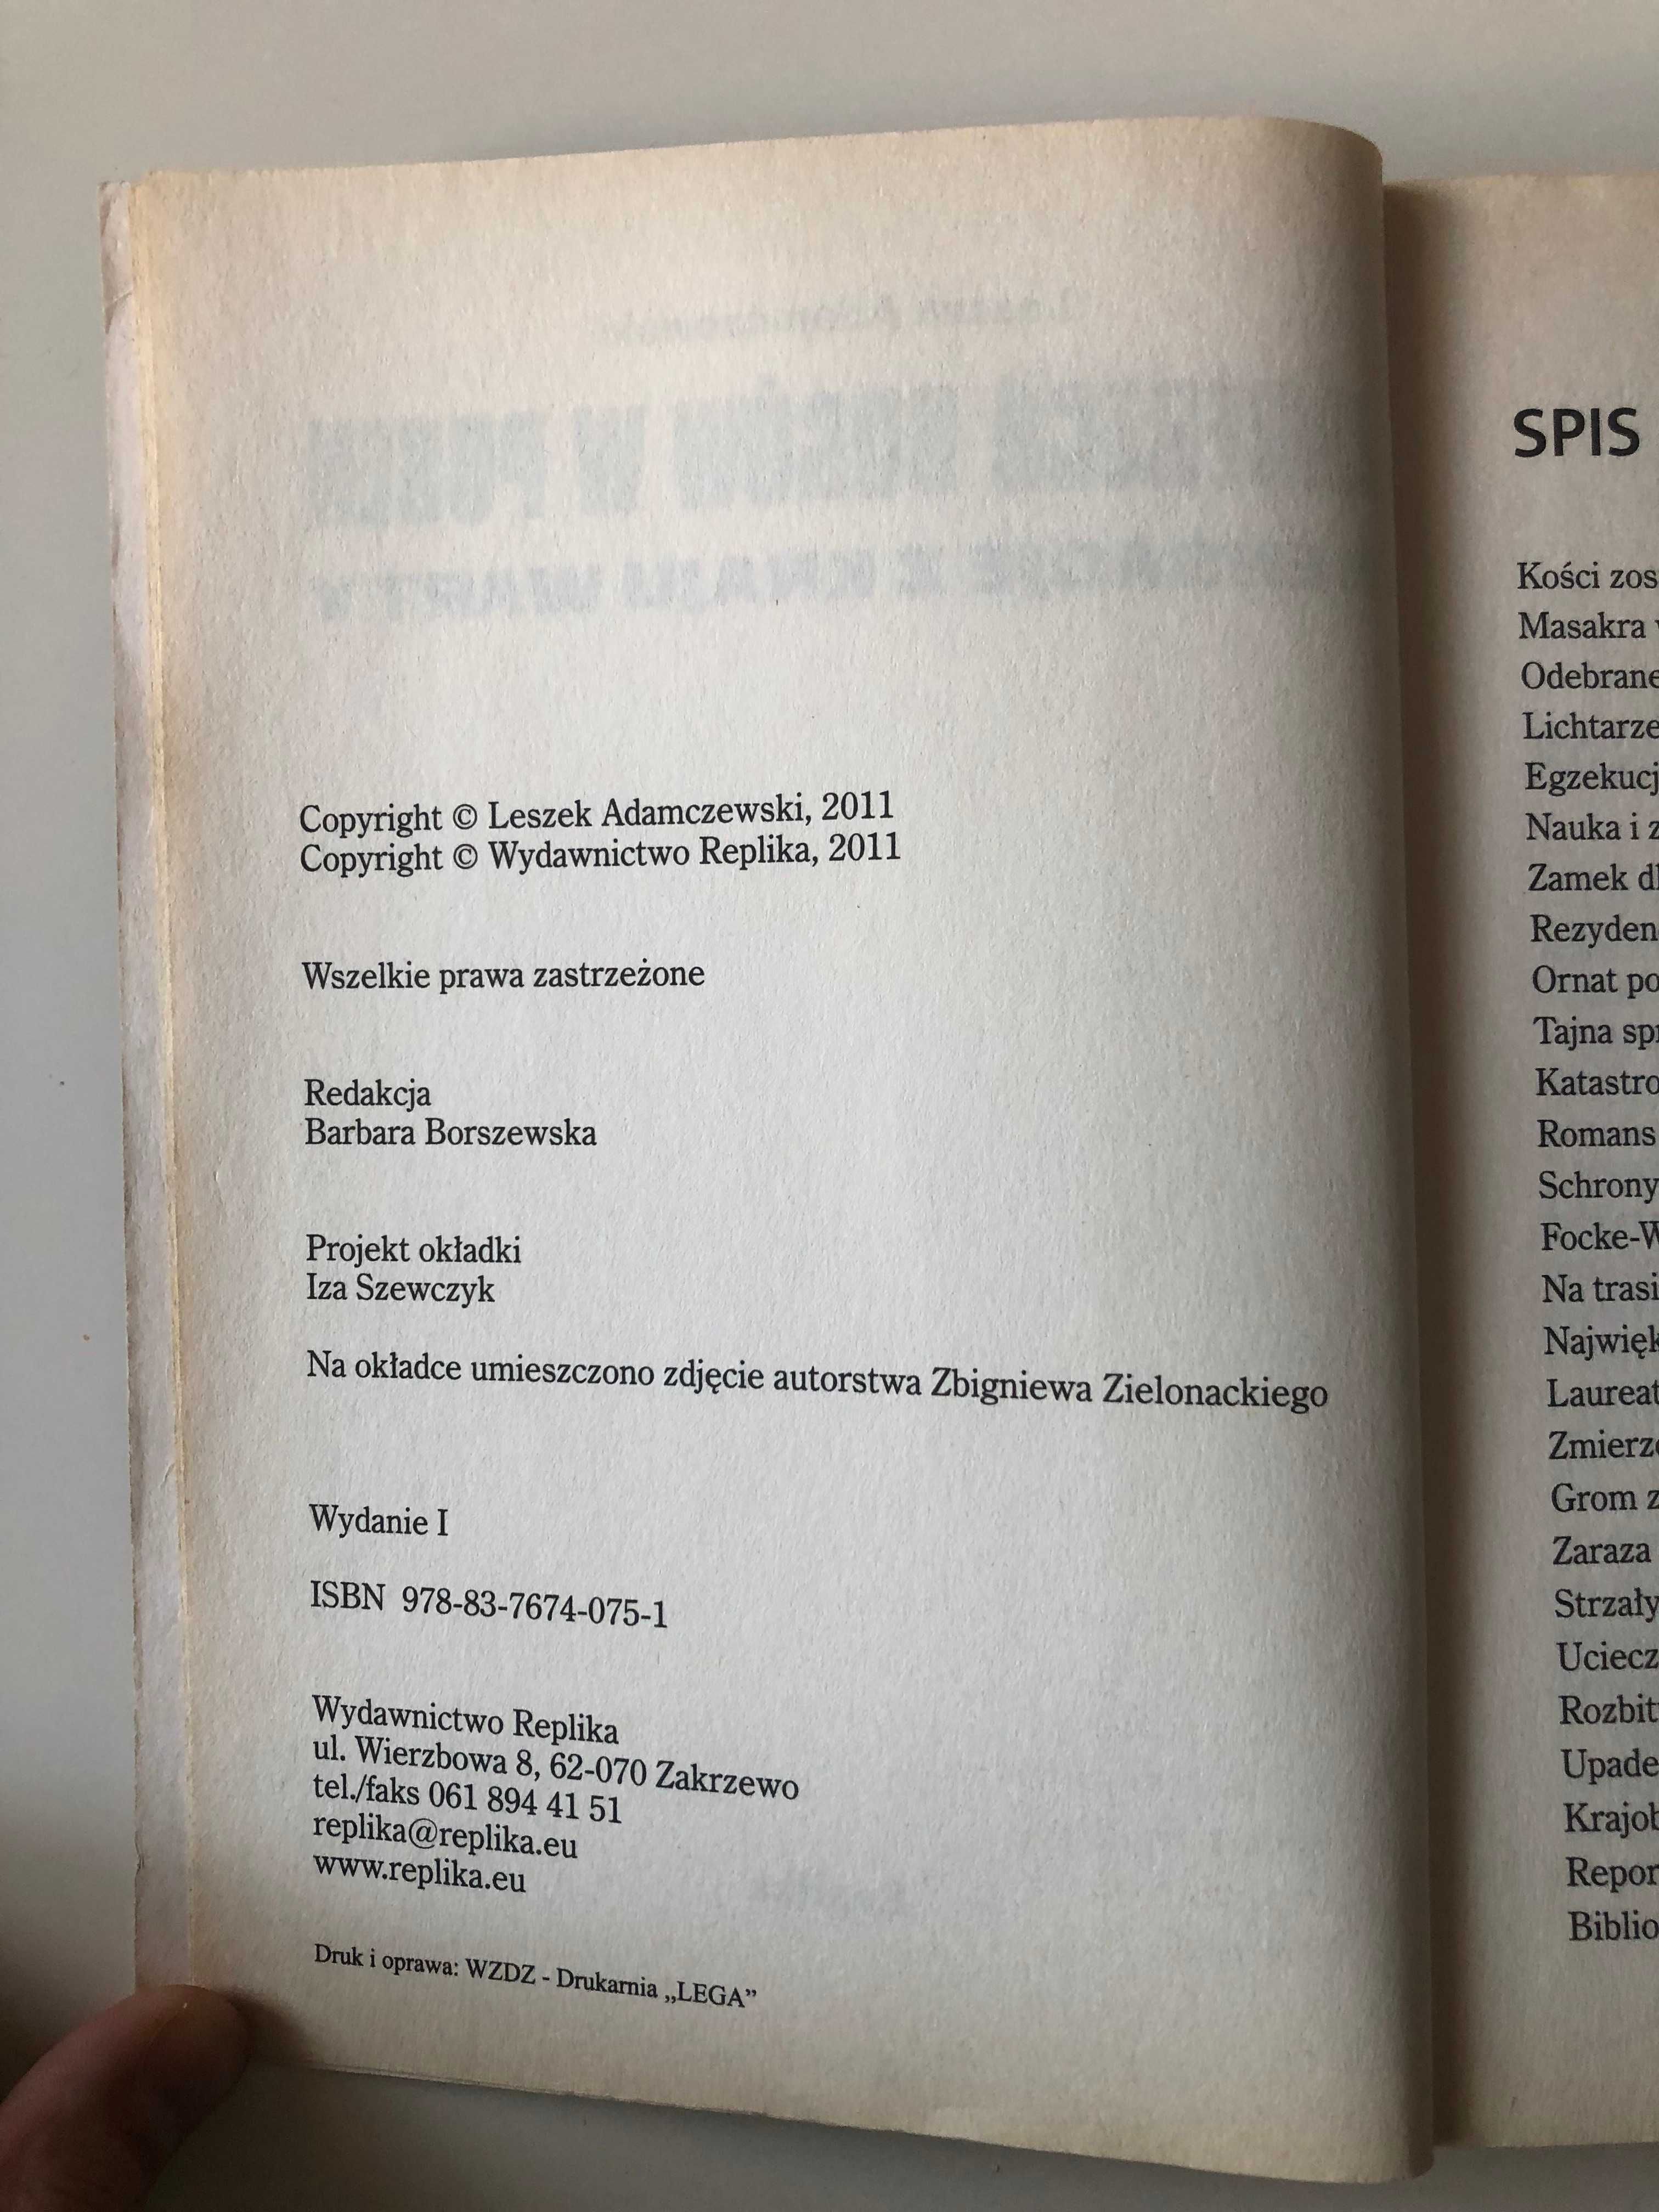 Copyright © Leszek Adamczewski, 2011
Copyright © Wydawnictwo Replika, 2011
Wszelkie prawa zastrzeżone
Redakcja
Barbara Borszewska
Projekt okładki
Iza Szewczyk
Na okładce umieszczono zdjęcie autorstwa Zbigniewa Zielonackiego
Wydanie I
ISBN 978-83-7674-075-1
Wydawnictwo Replika
ul. Wierzbowa 8, 62-070 Zakrzewo
tel./faks 061 894 41 51
replika@replika.eu
www.replika.eu
Druk i oprawa: WZDZ - Drukarnia „LEGA”
SPIS
Kości zos
Masakra
Odebrane
Lichtarze
Egzekucj
Nauka i z
Zamek dl
Rezyden
Ornat po
Tajna spr
Katastro
Romans
Schrony
Focke-W
Na trasi
Najwięk
Laureat
Zmierzc
Grom z
Zaraza
Strzały
Uciecz
Rozbit
Upade
Krajob
Repor
Biblio